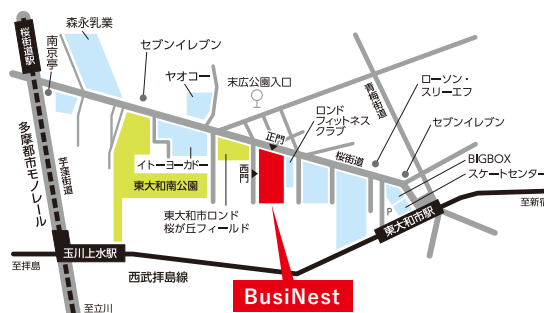 森永乳業
桜街道駅
南京亭
セブンイレブン
ヤオコー
末広公園入口
青梅街道
ローソン・
スリーエフ
ロンド
フィットネス
クラブ
セブンイレブン
正門
桜街道
多摩都市モノレール
芋窪街道
イトーヨーカドー
西門
BIGBOX
スケートセンター
東大和南公園
東大和市ロンド
桜が丘フィールド
P
東大和市駅
至新宿
玉川上水駅
至拝島
西武拝島線
至立川
BusiNest